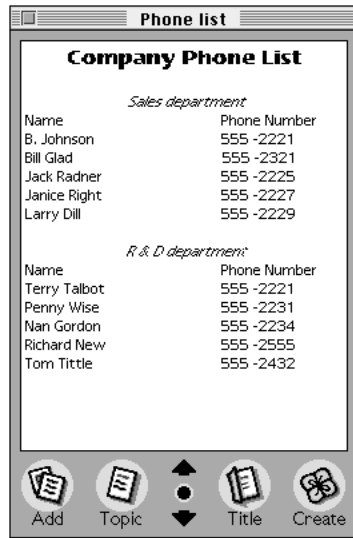 Phone list
Company Phone List
Sales department
Name Phone Number
B. Johnson 555 -2221
Bill Glad 555 -2321
Jack Radner 555 -2225
Janice Right 555 -2227
Larry Dill 555 -2229
R & D department
Name Phone Number
Terry Talbot 555 -2221
Penny Wise 555 -2231
Nan Gordon 555 -2234
Richard New 555 -2555
Tom Tittle 555 -2432
Add Topic Title Create